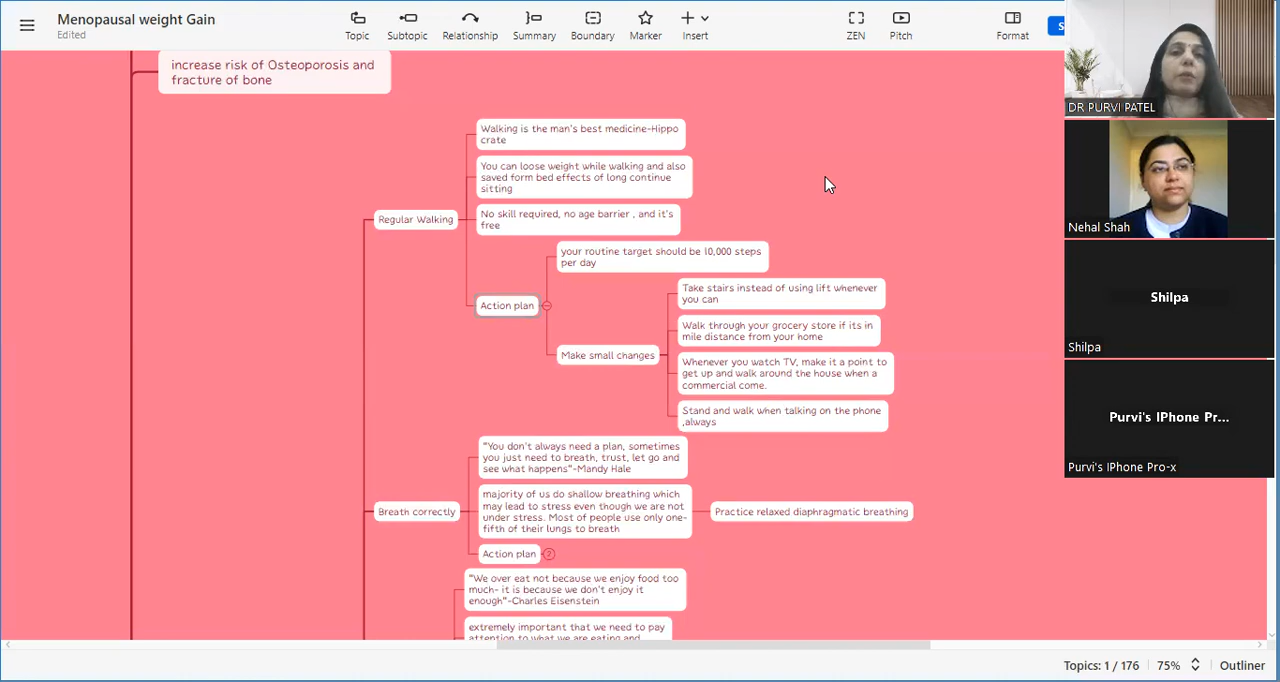 Menopausal weight Gain
Edited
Topic
Subtopic
Relationship
Summary
Boundary
Marker
Insert
ZEN
Pitch
Format
S
increase risk of Osteoporosis and
fracture of bone
Regular Walking
Walking is the man's best medicine-Hippo
crate
You can loose weight while walking and also
saved form bed effects of long continue
sitting
No skill required, no age barrier , and it's
free
Action plan
your routine target should be 10,000 steps
per day
Make small changes
Take stairs instead of using lift whenever
you can
Walk through your grocery store if its in
mile distance from your home
Whenever you watch TV, make it a point to
get up and walk around the house when a
commercial come.
Stand and walk when talking on the phone
,always
Breath correctly
"You don't always need a plan, sometimes
you just need to breath, trust, let go and
see what happens"-Mandy Hale
majority of us do shallow breathing which
may lead to stress even though we are not
under stress. Most of people use only one-
fifth of their lungs to breath
Practice relaxed diaphragmatic breathing
Action plan
"We over eat not because we enjoy food too
much- it is because we don't enjoy it
enough"-Charles Eisenstein
extremely important that we need to pay
attention to what we are eating and
DR PURVI PATEL
Nehal Shah
Shilpa
Shilpa
Purvi's IPhone Pr...
Purvi's IPhone Pro-x
Topics: 1 / 176
75%
Outliner